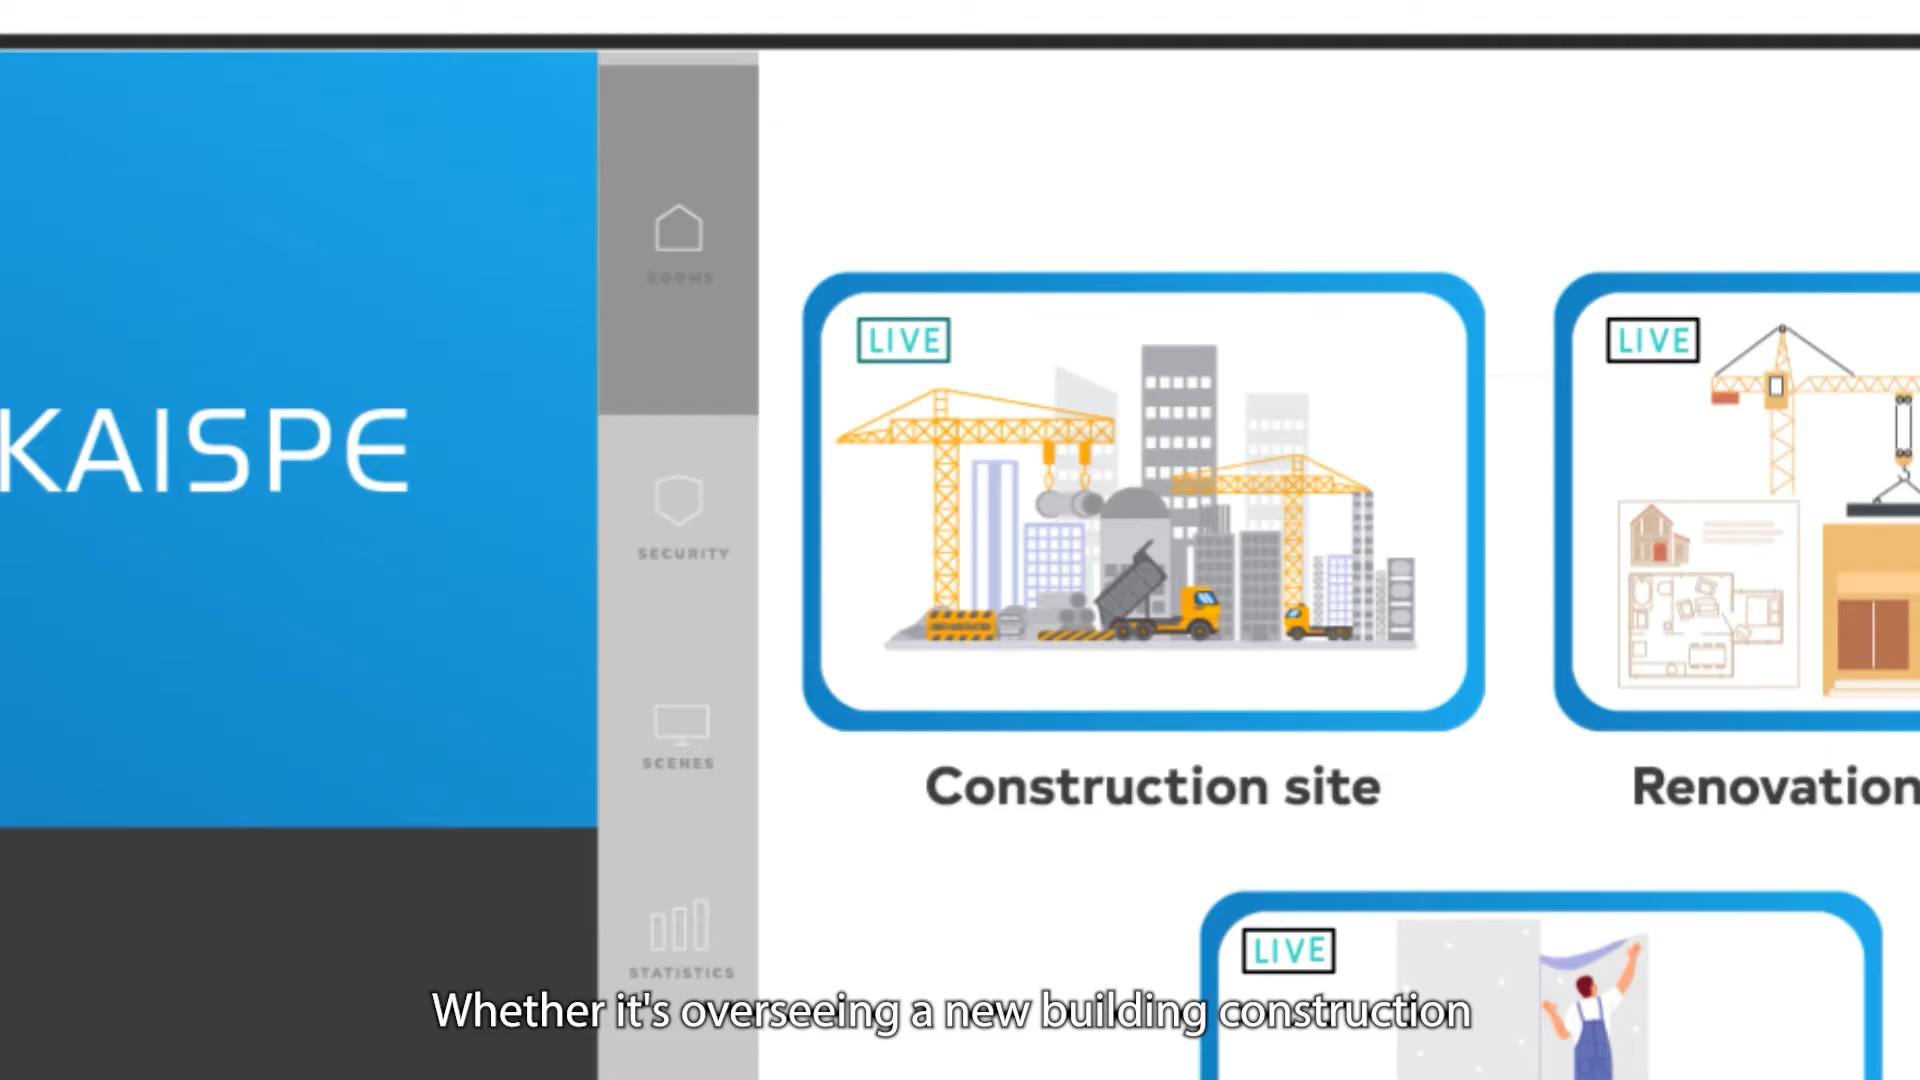 KAISPE
ROOMS
SECURITY
SCENES
STATISTICS
LIVE
Construction site
LIVE
Renovation
LIVE
Whether it's overseeing a new building construction